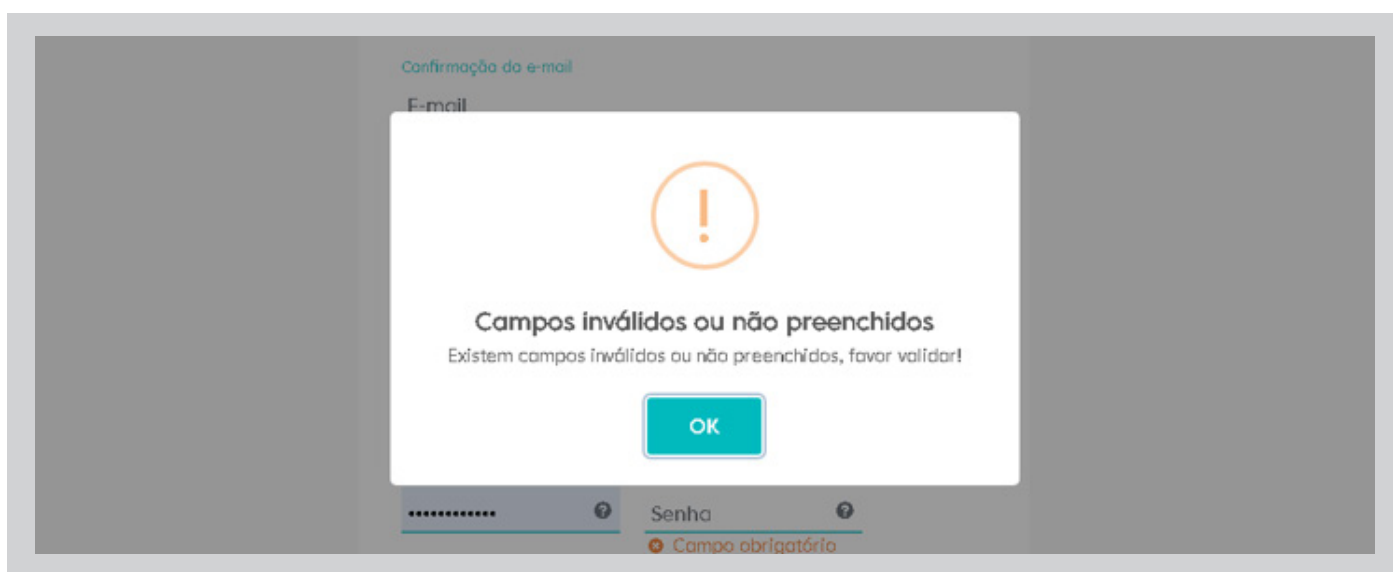 Confirmação do e-mail
E-mail
!
Campos inválidos ou não preenchidos
Existem campos inválidos ou não preenchidos, favor validar!
OK
•••••••••••• ? Senha ?
Campo obrigatório